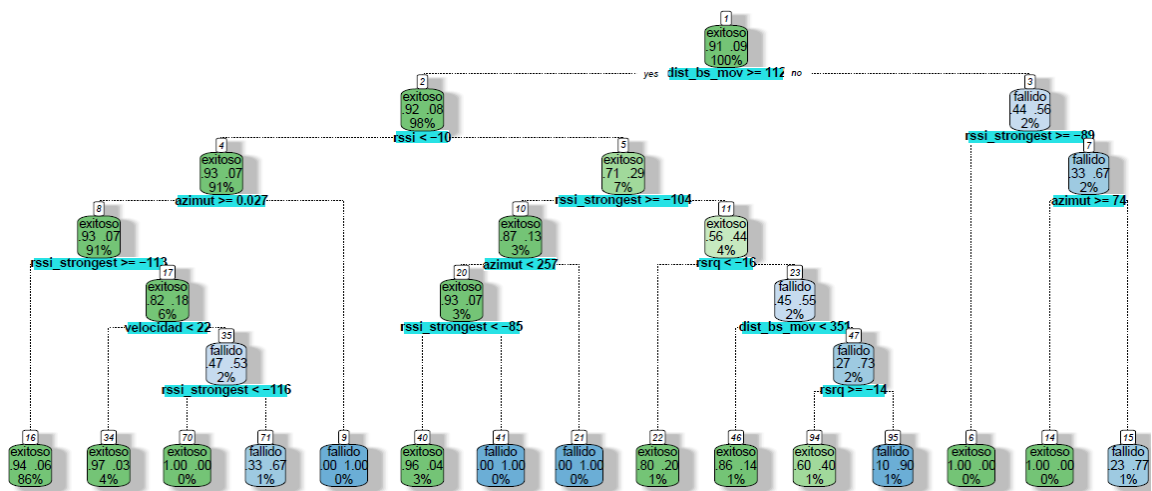 1
exitoso
.91 .09
100%
yes dist_bs_mov >= 112 no
2
exitoso
.92 .08
98%
rssi < −10
3
fallido
.44 .56
2%
rssi_strongest >= −89
4
exitoso
.93 .07
91%
azimut >= 0.027
5
exitoso
.71 .29
7%
rssi_strongest >= −104
7
fallido
.33 .67
2%
azimut >= 74
8
exitoso
.93 .07
91%
rssi_strongest >= −113
10
exitoso
.87 .13
3%
azimut < 257
11
exitoso
.56 .44
4%
rsrq < −16
17
exitoso
.82 .18
6%
velocidad < 22
20
exitoso
.93 .07
3%
rssi_strongest < −85
23
fallido
.45 .55
2%
dist_bs_mov < 351
35
fallido
.47 .53
2%
rssi_strongest < −116
47
fallido
.27 .73
2%
rsrq >= −14
16
exitoso
.94 .06
86%
34
exitoso
.97 .03
4%
70
exitoso
1.00 .00
0%
71
fallido
.33 .67
1%
9
fallido
.00 1.00
0%
40
exitoso
.96 .04
3%
41
fallido
.00 1.00
0%
21
fallido
.00 1.00
0%
22
exitoso
.80 .20
1%
46
exitoso
.86 .14
1%
94
exitoso
.60 .40
1%
95
fallido
.10 .90
1%
6
exitoso
1.00 .00
0%
14
exitoso
1.00 .00
0%
15
fallido
.23 .77
1%